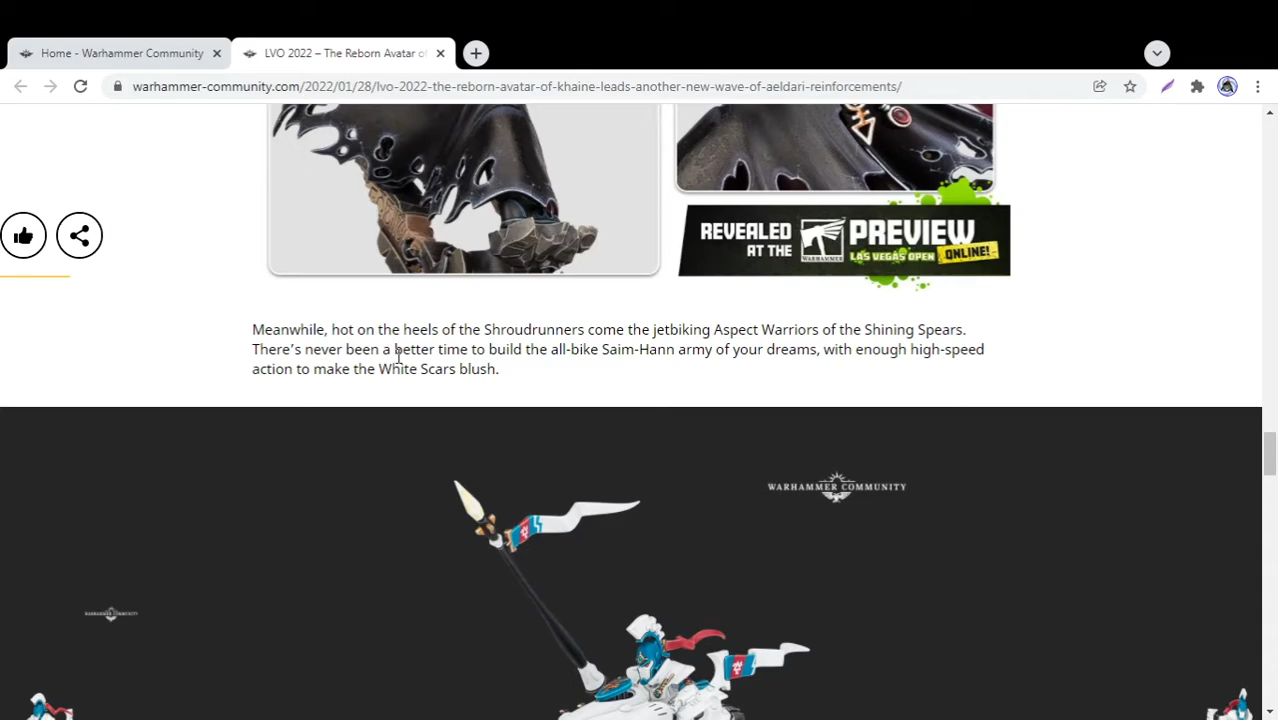 Home - Warhammer Community
LVO 2022 – The Reborn Avatar of
warhammer-community.com/2022/01/28/lvo-2022-the-reborn-avatar-of-khaine-leads-another-new-wave-of-aeldari-reinforcements/
REVEALED
AT THE
WARHAMMER
PREVIEW
LAS VEGAS OPEN
ONLINE!
Meanwhile, hot on the heels of the Shroudrunners come the jetbiking Aspect Warriors of the Shining Spears.
There’s never been a better time to build the all-bike Saim-Hann army of your dreams, with enough high-speed
action to make the White Scars blush.
WARHAMMER COMMUNITY
WARHAMMER COMMUNITY